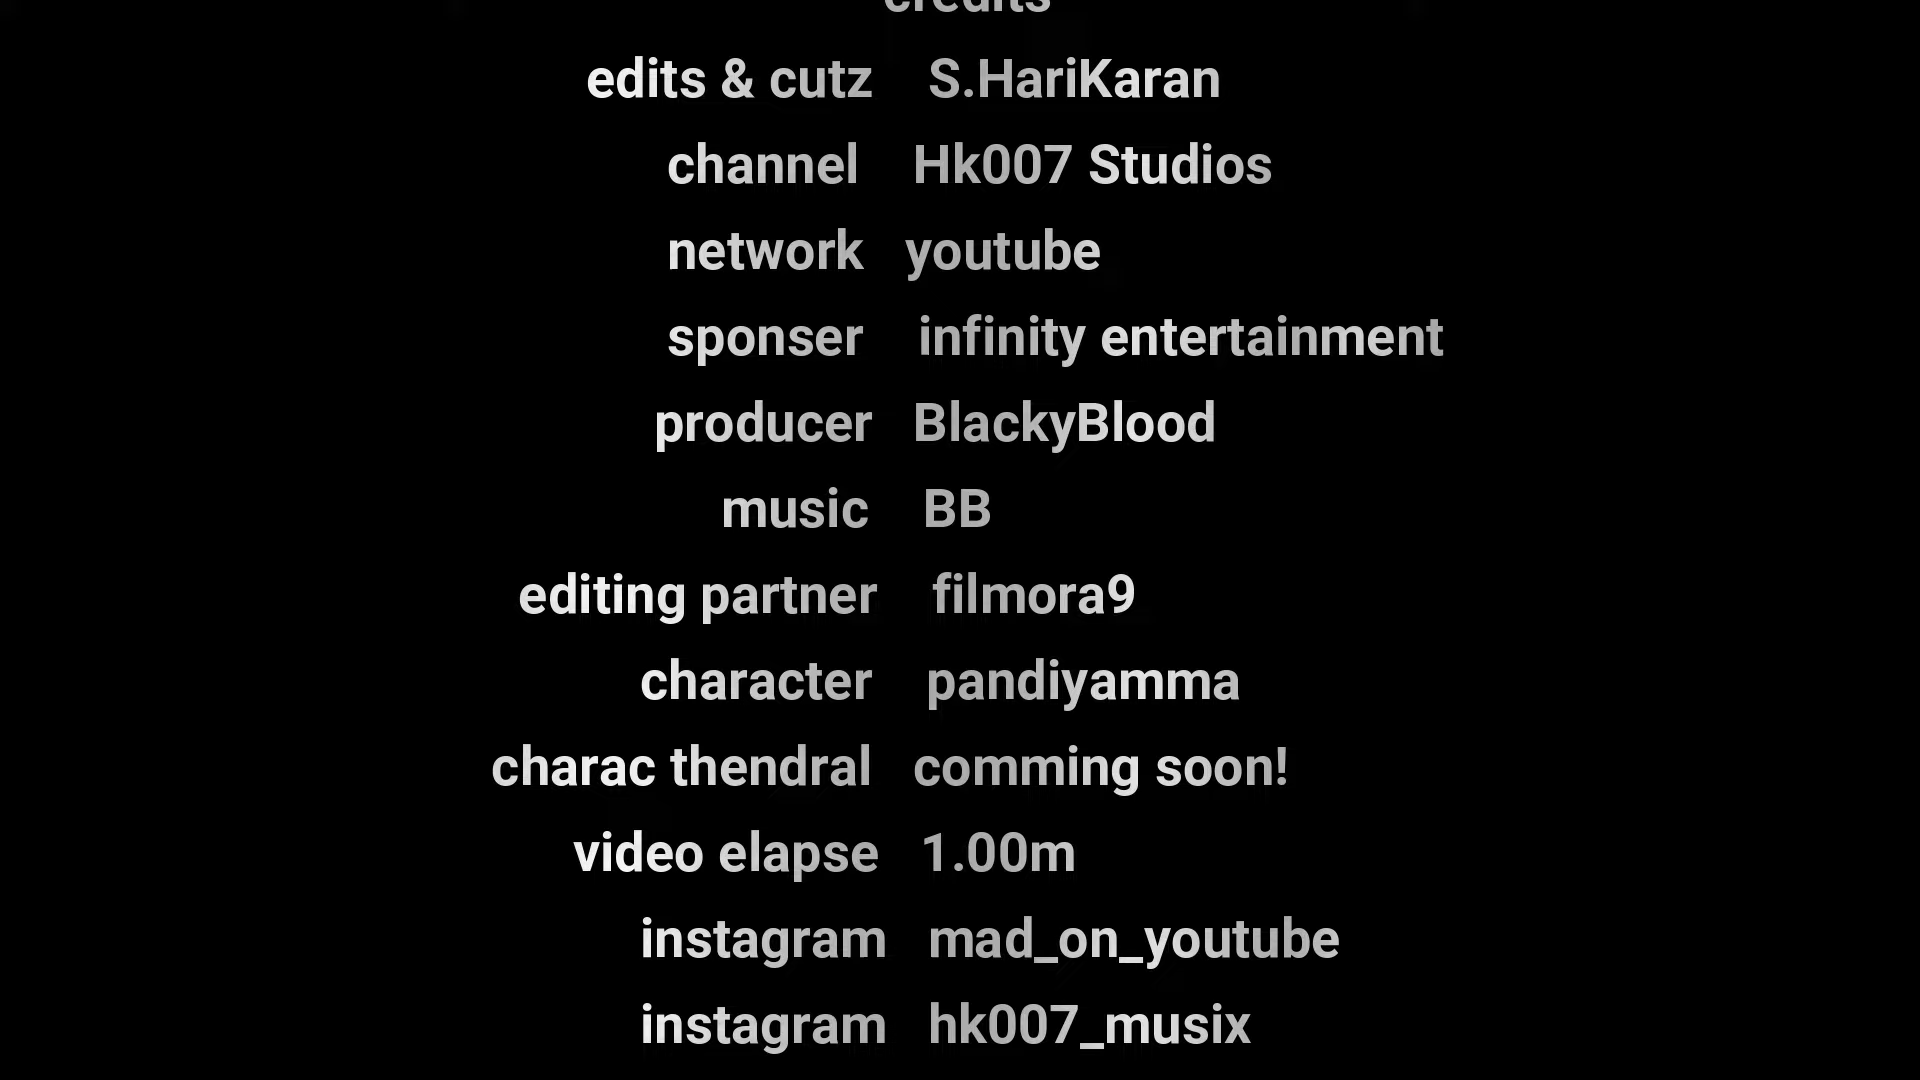 credits
edits & cutz S.HariKaran
channel Hk007 Studios
network youtube
sponser infinity entertainment
producer BlackyBlood
music BB
editing partner filmora9
character pandiyamma
charac thendral comming soon!
video elapse 1.00m
instagram mad_on_youtube
instagram hk007_musix